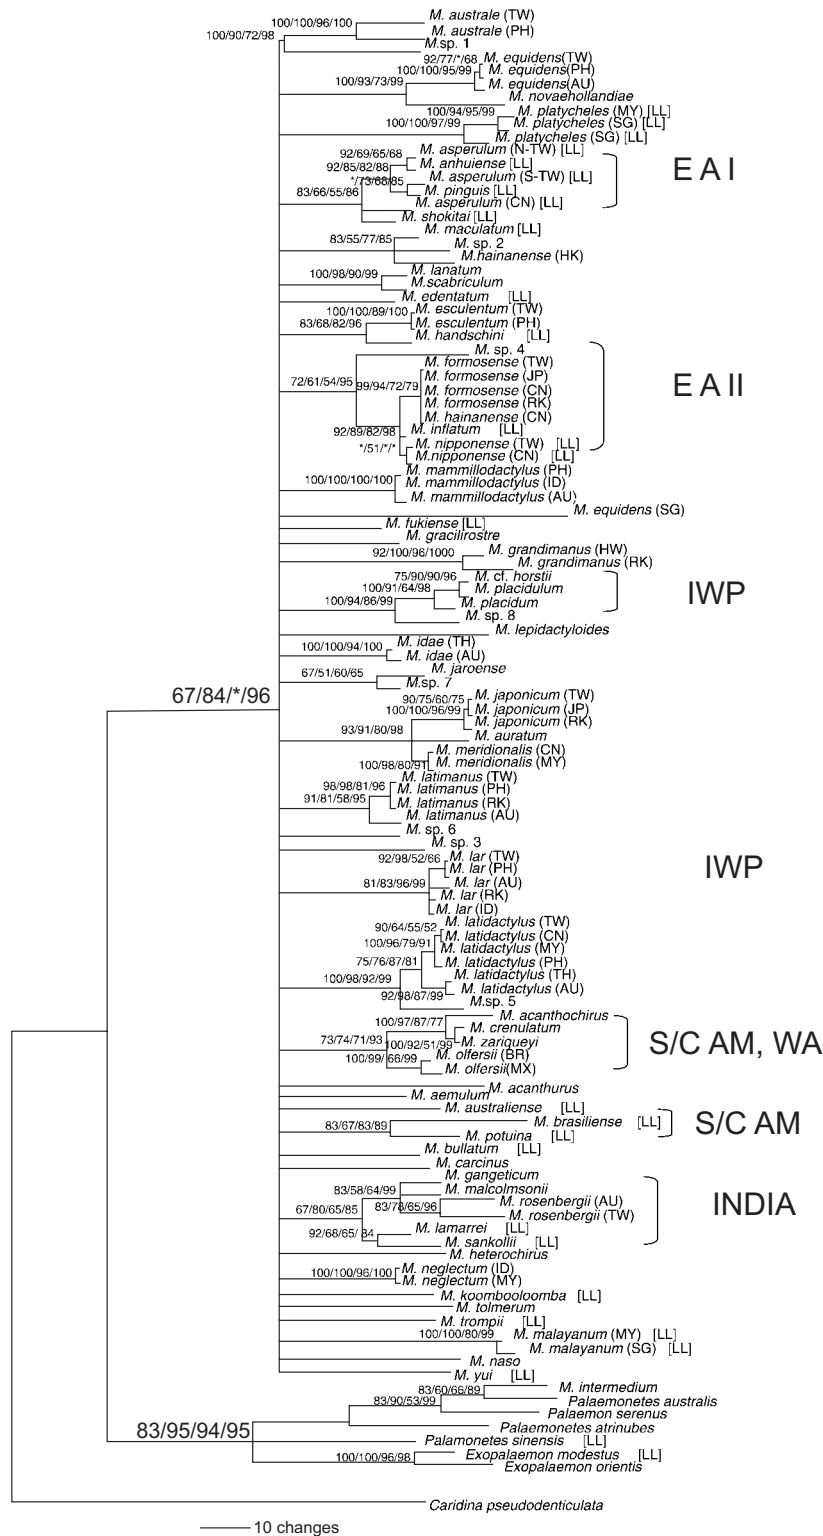 M. australe (TW)
100/100/96/100
M. australe (PH)
100/90/72/98
M.sp. 1
92/77/*/68
M. equidens(TW)
100/100/95/99
M. equidens(PH)
100/93/73/99
M. equidens(AU)
M. novaehollandiae
100/94/95/99
M. platycheles (MY) [LL]
100/100/97/99
M. platycheles (SG) [LL]
M. platycheles (SG) [LL]
92/69/65/68
M. asperulum (N-TW) [LL]
92/85/82/88
M. anhuiense [LL]
E A I
*/73/68/85
M. asperulum (S-TW) [LL]
83/66/55/86
M. pinguis [LL]
M. asperulum (CN) [LL]
M. shokitai [LL]
M. maculatum [LL]
83/55/77/85
M. sp. 2
M.hainanense (HK)
100/98/90/99
M. lanatum
M.scabriculum
M. edentatum [LL]
100/100/89/100
M. esculentum (TW)
83/68/82/96
M. esculentum (PH)
M. handschini [LL]
M. sp. 4
M. formosense (TW)
72/61/54/95
99/94/72/79
M. formosense (JP)
E A II
M. formosense (CN)
M. formosense (RK)
M. hainanense (CN)
92/89/82/98
M. inflatum [LL]
*/51/*/*
M. nipponense (TW) [LL]
M.nipponense (CN) [LL]
M. mammillodactylus (PH)
100/100/100/100
M. mammillodactylus (ID)
M. mammillodactylus (AU)
M. equidens (SG)
M. fukiense [LL]
M. gracilirostre
92/100/96/1000
M. grandimanus (HW)
M. grandimanus (RK)
75/90/90/96
M. cf. horstii
100/91/64/98
M. placidulum
IWP
100/94/86/99
M. placidum
M. sp. 8
M. lepidactyloides
100/100/94/100
M. idae (TH)
M. idae (AU)
67/51/60/65
M. jaroense
M.sp. 7
67/84/*/96
90/75/60/75
M. japonicum (TW)
100/100/96/99
M. japonicum (JP)
M. japonicum (RK)
93/91/80/98
M. auratum
M. meridionalis (CN)
100/98/80/91
M. meridionalis (MY)
M. latimanus (TW)
98/98/81/96
M. latimanus (PH)
91/81/58/95
M. latimanus (RK)
M. latimanus (AU)
M. sp. 6
M. sp. 3
92/98/52/66
M. lar (TW)
M. lar (PH)
IWP
81/83/96/99
M. lar (AU)
M. lar (RK)
M. lar (ID)
90/64/55/52
M. latidactylus (TW)
M. latidactylus (CN)
100/96/79/91
M. latidactylus (MY)
75/76/87/81
M. latidactylus (PH)
100/98/92/99
M. latidactylus (TH)
92/98/87/99
M. latidactylus (AU)
M.sp. 5
100/97/87/77
M. acanthochirus
M. crenulatum
73/74/71/93
100/92/51/99
M. zariqueyi
S/C AM, WA
100/99/ 66/99
M. olfersii (BR)
M. olfersii(MX)
M. acanthurus
M. aemulum
M. australiense [LL]
83/67/83/89
M. brasiliense [LL]
S/C AM
M. potuina [LL]
M. bullatum [LL]
M. carcinus
M. gangeticum
83/58/64/99
M. malcolmsonii
83/78/65/96
M. rosenbergii (AU)
INDIA
67/80/65/85
M. rosenbergii (TW)
92/68/65/ 84
M. lamarrei [LL]
M. sankollii [LL]
M. heterochirus
100/100/96/100
M. neglectum (ID)
M. neglectum (MY)
M. koombooloomba [LL]
M. tolmerum
M. trompii [LL]
100/100/80/99
M. malayanum (MY) [LL]
M. malayanum (SG) [LL]
M. naso
M. yui [LL]
83/60/66/89
M. intermedium
83/90/53/99
Palaemonetes australis
Palaemon serenus
83/95/94/95
Palaemonetes atrinubes
Palamonetes sinensis [LL]
100/100/96/98
Exopalaemon modestus [LL]
Exopalaemon orientis
Caridina pseudodenticulata
10 changes